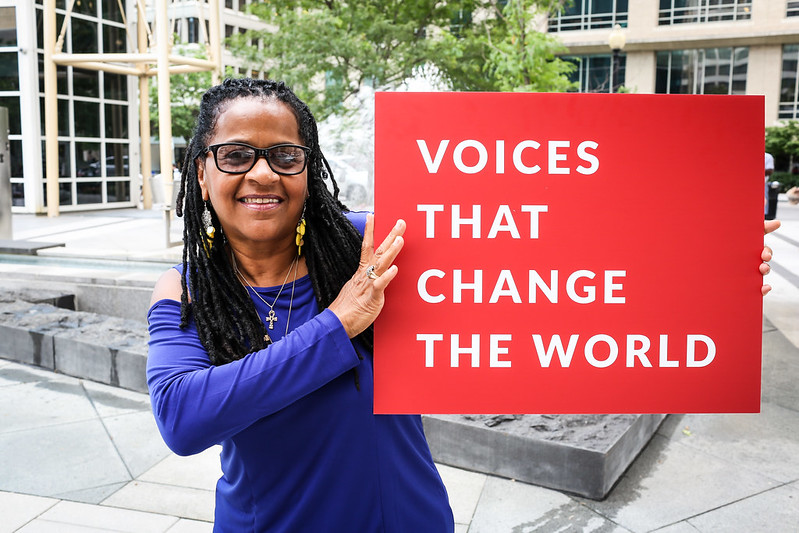 VOICES
THAT
CHANGE
THE WORLD